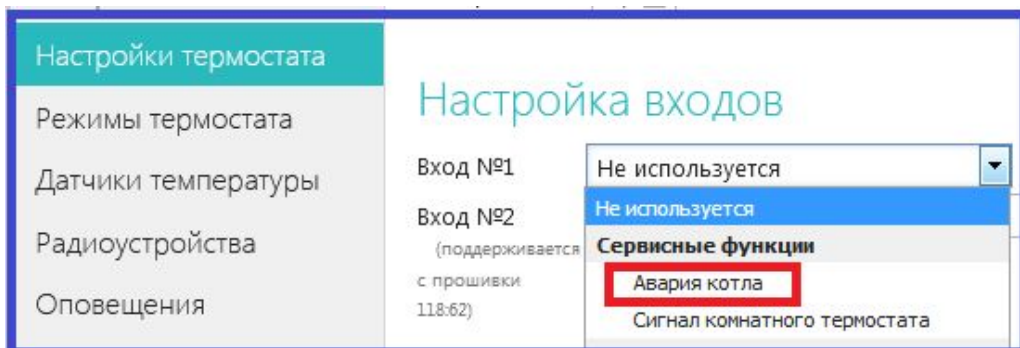 Настройки термостата
Режимы термостата
Датчики температуры
Радиоустройства
Оповещения
Настройка входов
Вход №1
Не используется
Не используется
Вход №2
(поддерживается
с прошивки
118:62)
Сервисные функции
Авария котла
Сигнал комнатного термостата